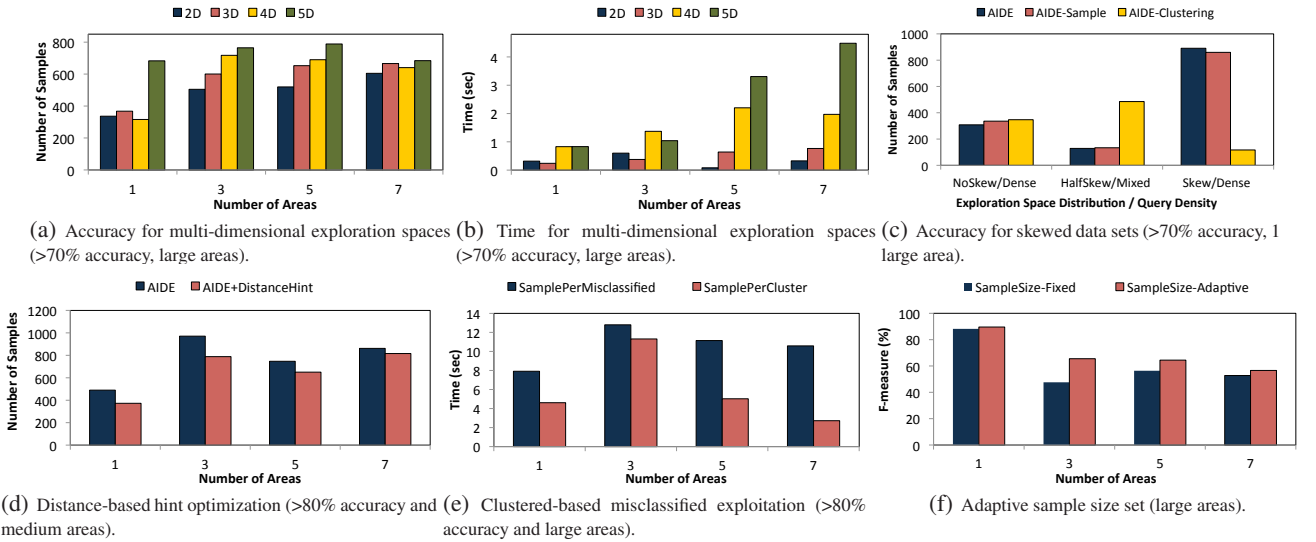 2D 3D 4D 5D
Number of Samples
800
600
400
200
0
1 3 5 7
Number of Areas
(a) Accuracy for multi-dimensional exploration spaces
(>70% accuracy, large areas).
2D 3D 4D 5D
Time (sec)
4
3
2
1
0
1 3 5 7
Number of Areas
(b) Time for multi-dimensional exploration spaces
(>70% accuracy, large areas).
AIDE AIDE-Sample AIDE-Clustering
Number of Samples
1000
800
600
400
200
0
NoSkew/Dense HalfSkew/Mixed Skew/Dense
Exploration Space Distribution / Query Density
(c) Accuracy for skewed data sets (>70% accuracy, 1
large area).
AIDE AIDE+DistanceHint
Number of Samples
1200
1000
800
600
400
200
0
1 3 5 7
Number of Areas
(d) Distance-based hint optimization (>80% accuracy and
medium areas).
SamplePerMisclassified SamplePerCluster
Time (sec)
14
12
10
8
6
4
2
0
1 3 5 7
Number of Areas
(e) Clustered-based misclassified exploitation (>80%
accuracy and large areas).
SampleSize-Fixed SampleSize-Adaptive
F-measure (%)
100
80
60
40
20
0
1 3 5 7
Number of Areas
(f) Adaptive sample size set (large areas).